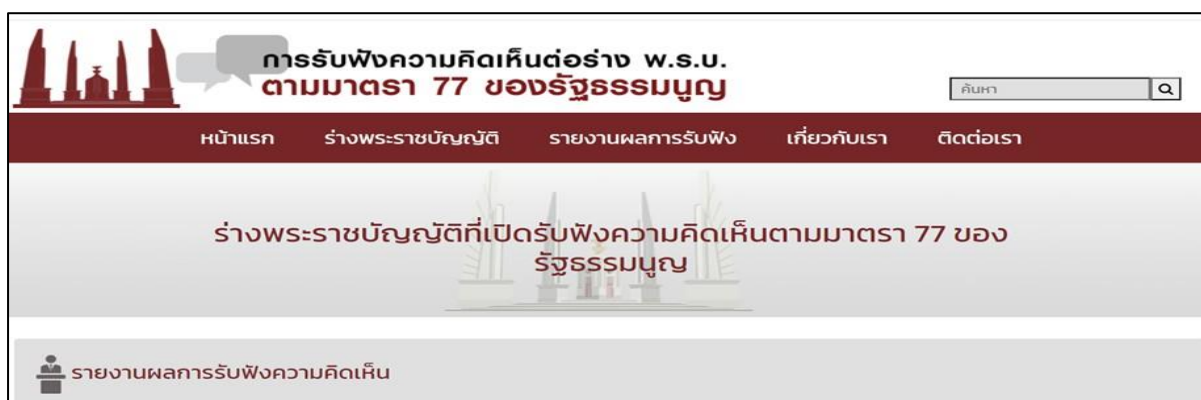 การรับฟังความคิดเห็นต่อร่าง พ.ร.บ.
ตามมาตรา 77 ของรัฐธรรมนูญ
ค้นหา
หน้าแรก ร่างพระราชบัญญัติ รายงานผลการรับฟัง เกี่ยวกับเรา ติดต่อเรา
ร่างพระราชบัญญัติที่เปิดรับฟังความคิดเห็นตามมาตรา 77 ของ
รัฐธรรมนูญ
รายงานผลการรับฟังความคิดเห็น